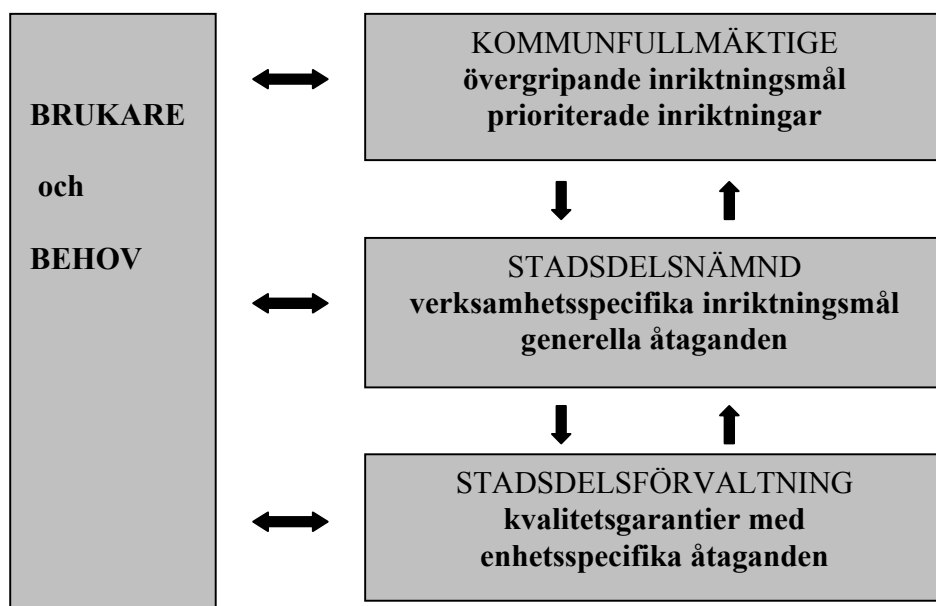 BRUKARE
och
BEHOV
KOMMUNFULLMÄKTIGE
övergripande inriktningsmål
prioriterade inriktningar
STADSDELSNÄMND
verksamhetsspecifika inriktningsmål
generella åtaganden
STADSDELSFÖRVALTNING
kvalitetsgarantier med
enhetsspecifika åtaganden